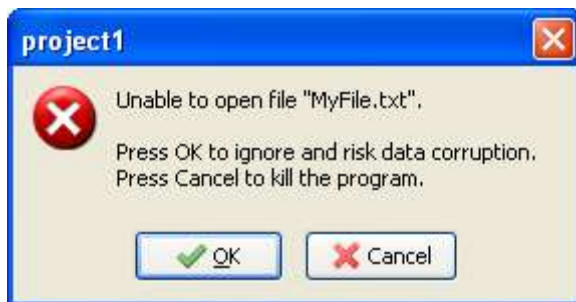 project1
Unable to open file "MyFile.txt".
Press OK to ignore and risk data corruption.
Press Cancel to kill the program.
OK
Cancel